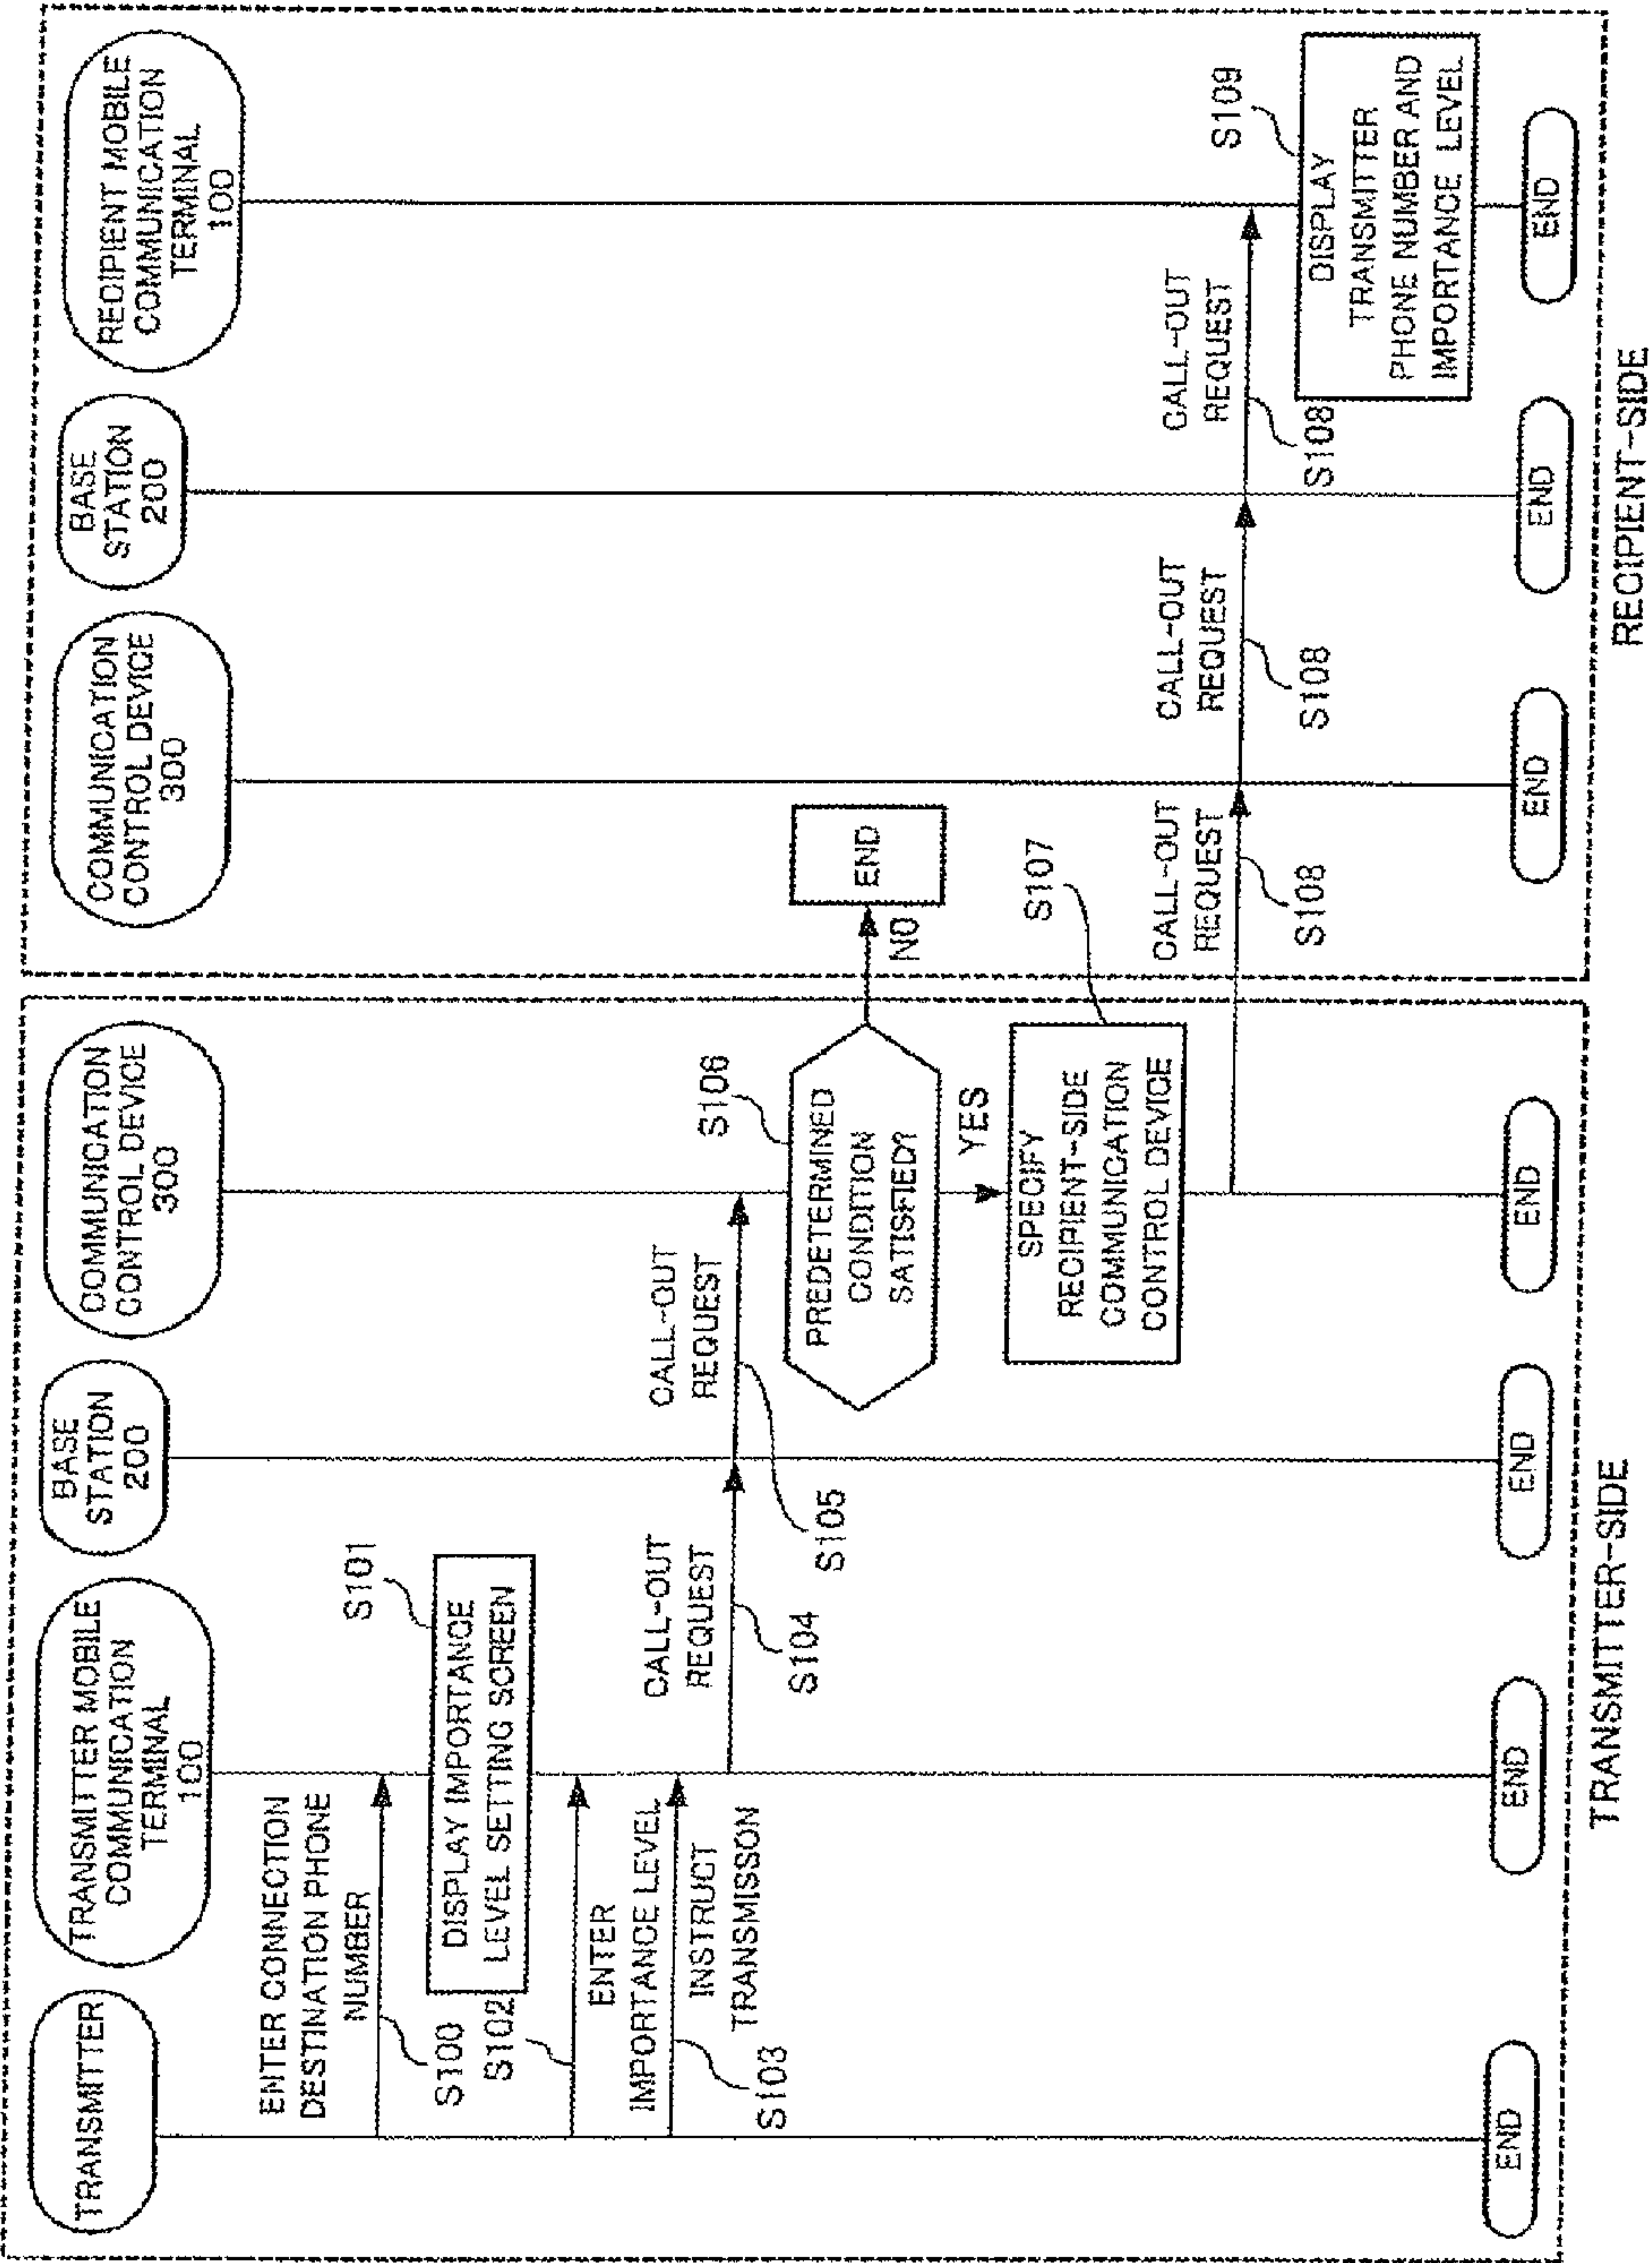 TRANSMITTER
TRANSMITTER MOBILE
COMMUNICATION
TERMINAL
100
BASE
STATION
200
COMMUNICATION
CONTROL DEVICE
300
COMMUNICATION
CONTROL DEVICE
300
BASE
STATION
200
RECIPIENT MOBILE
COMMUNICATION
TERMINAL
100
ENTER CONNECTION
DESTINATION PHONE
NUMBER
S100
S101
DISPLAY IMPORTANCE
LEVEL SETTING SCREEN
S102
ENTER
IMPORTANCE LEVEL
INSTRUCT
TRANSMISSON
S103
CALL-OUT
REQUEST
S104
CALL-OUT
REQUEST
S105
S106
PREDETERMINED
CONDITION
SATISFIED?
NO
END
YES
S107
SPECIFY
RECIPIENT-SIDE
COMMUNICATION
CONTROL DEVICE
CALL-OUT
REQUEST
S108
CALL-OUT
REQUEST
S108
CALL-OUT
REQUEST
S108
S109
DISPLAY
TRANSMITTER
PHONE NUMBER AND
IMPORTANCE LEVEL
END
END
END
END
END
END
END
TRANSMITTER-SIDE
RECIPIENT-SIDE